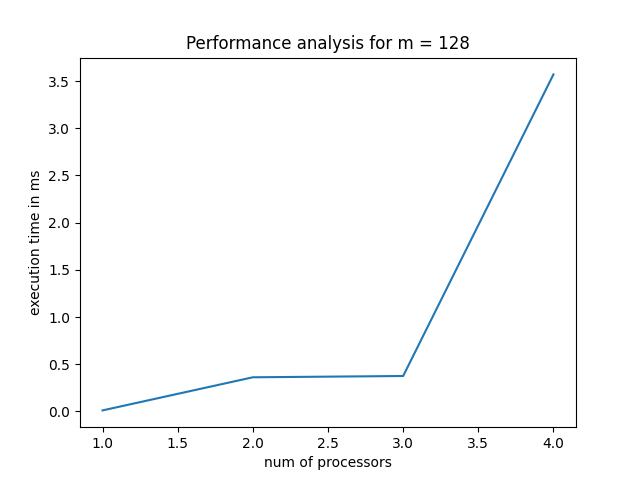 Performance analysis for m = 128
execution time in ms
3.5
3.0
2.5
2.0
1.5
1.0
0.5
0.0
1.0 1.5 2.0 2.5 3.0 3.5 4.0
num of processors